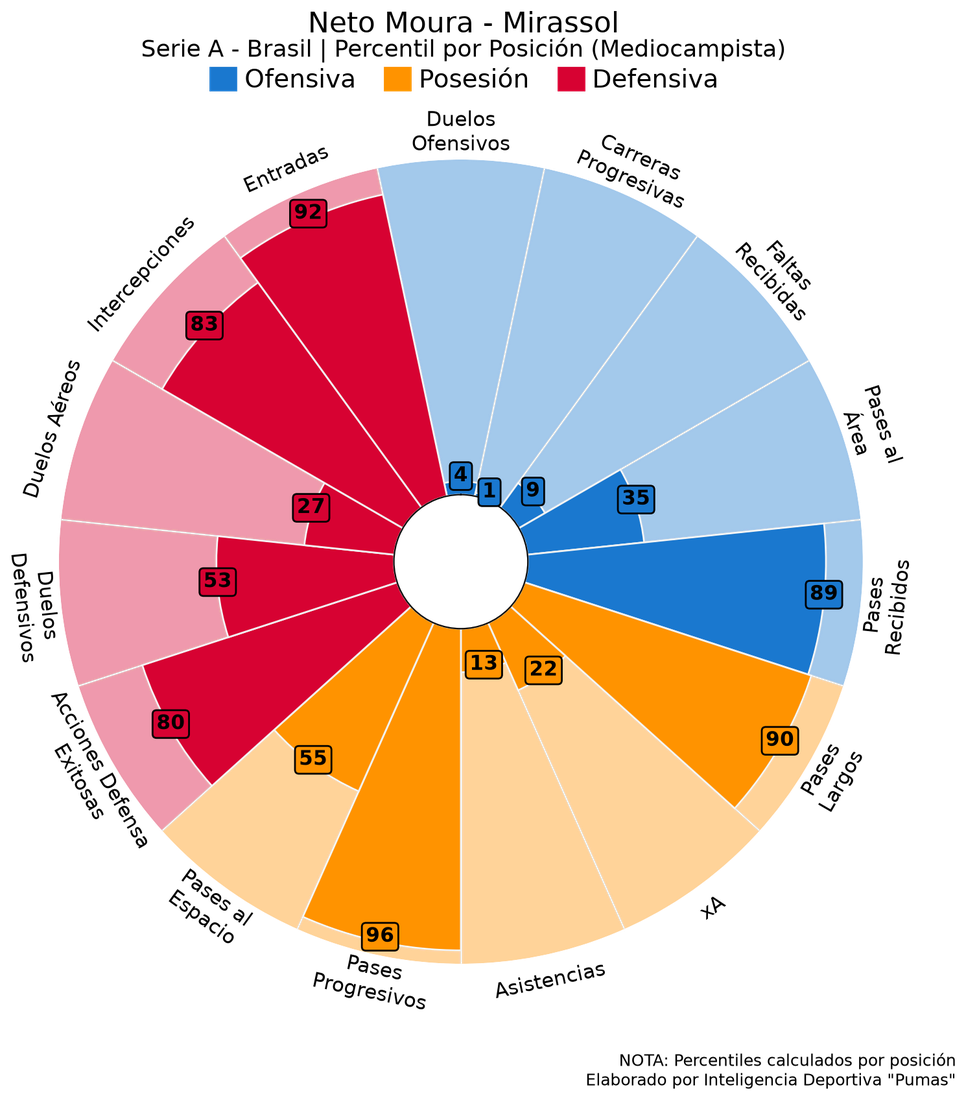 Neto Moura - Mirassol
Serie A - Brasil | Percentil por Posición (Mediocampista)
Ofensiva
Posesión
Defensiva
Duelos
Ofensivos
4
Carreras
Progresivas
1
Faltas
Recibidas
9
Pases al
Área
35
Pases
Recibidos
89
Pases
Largos
90
xA
22
Asistencias
13
Pases
Progresivos
96
Pases al
Espacio
55
Acciones Defensa
Exitosas
80
Duelos
Defensivos
53
Duelos Aéreos
27
Intercepciones
83
Entradas
92
NOTA: Percentiles calculados por posición
Elaborado por Inteligencia Deportiva "Pumas"